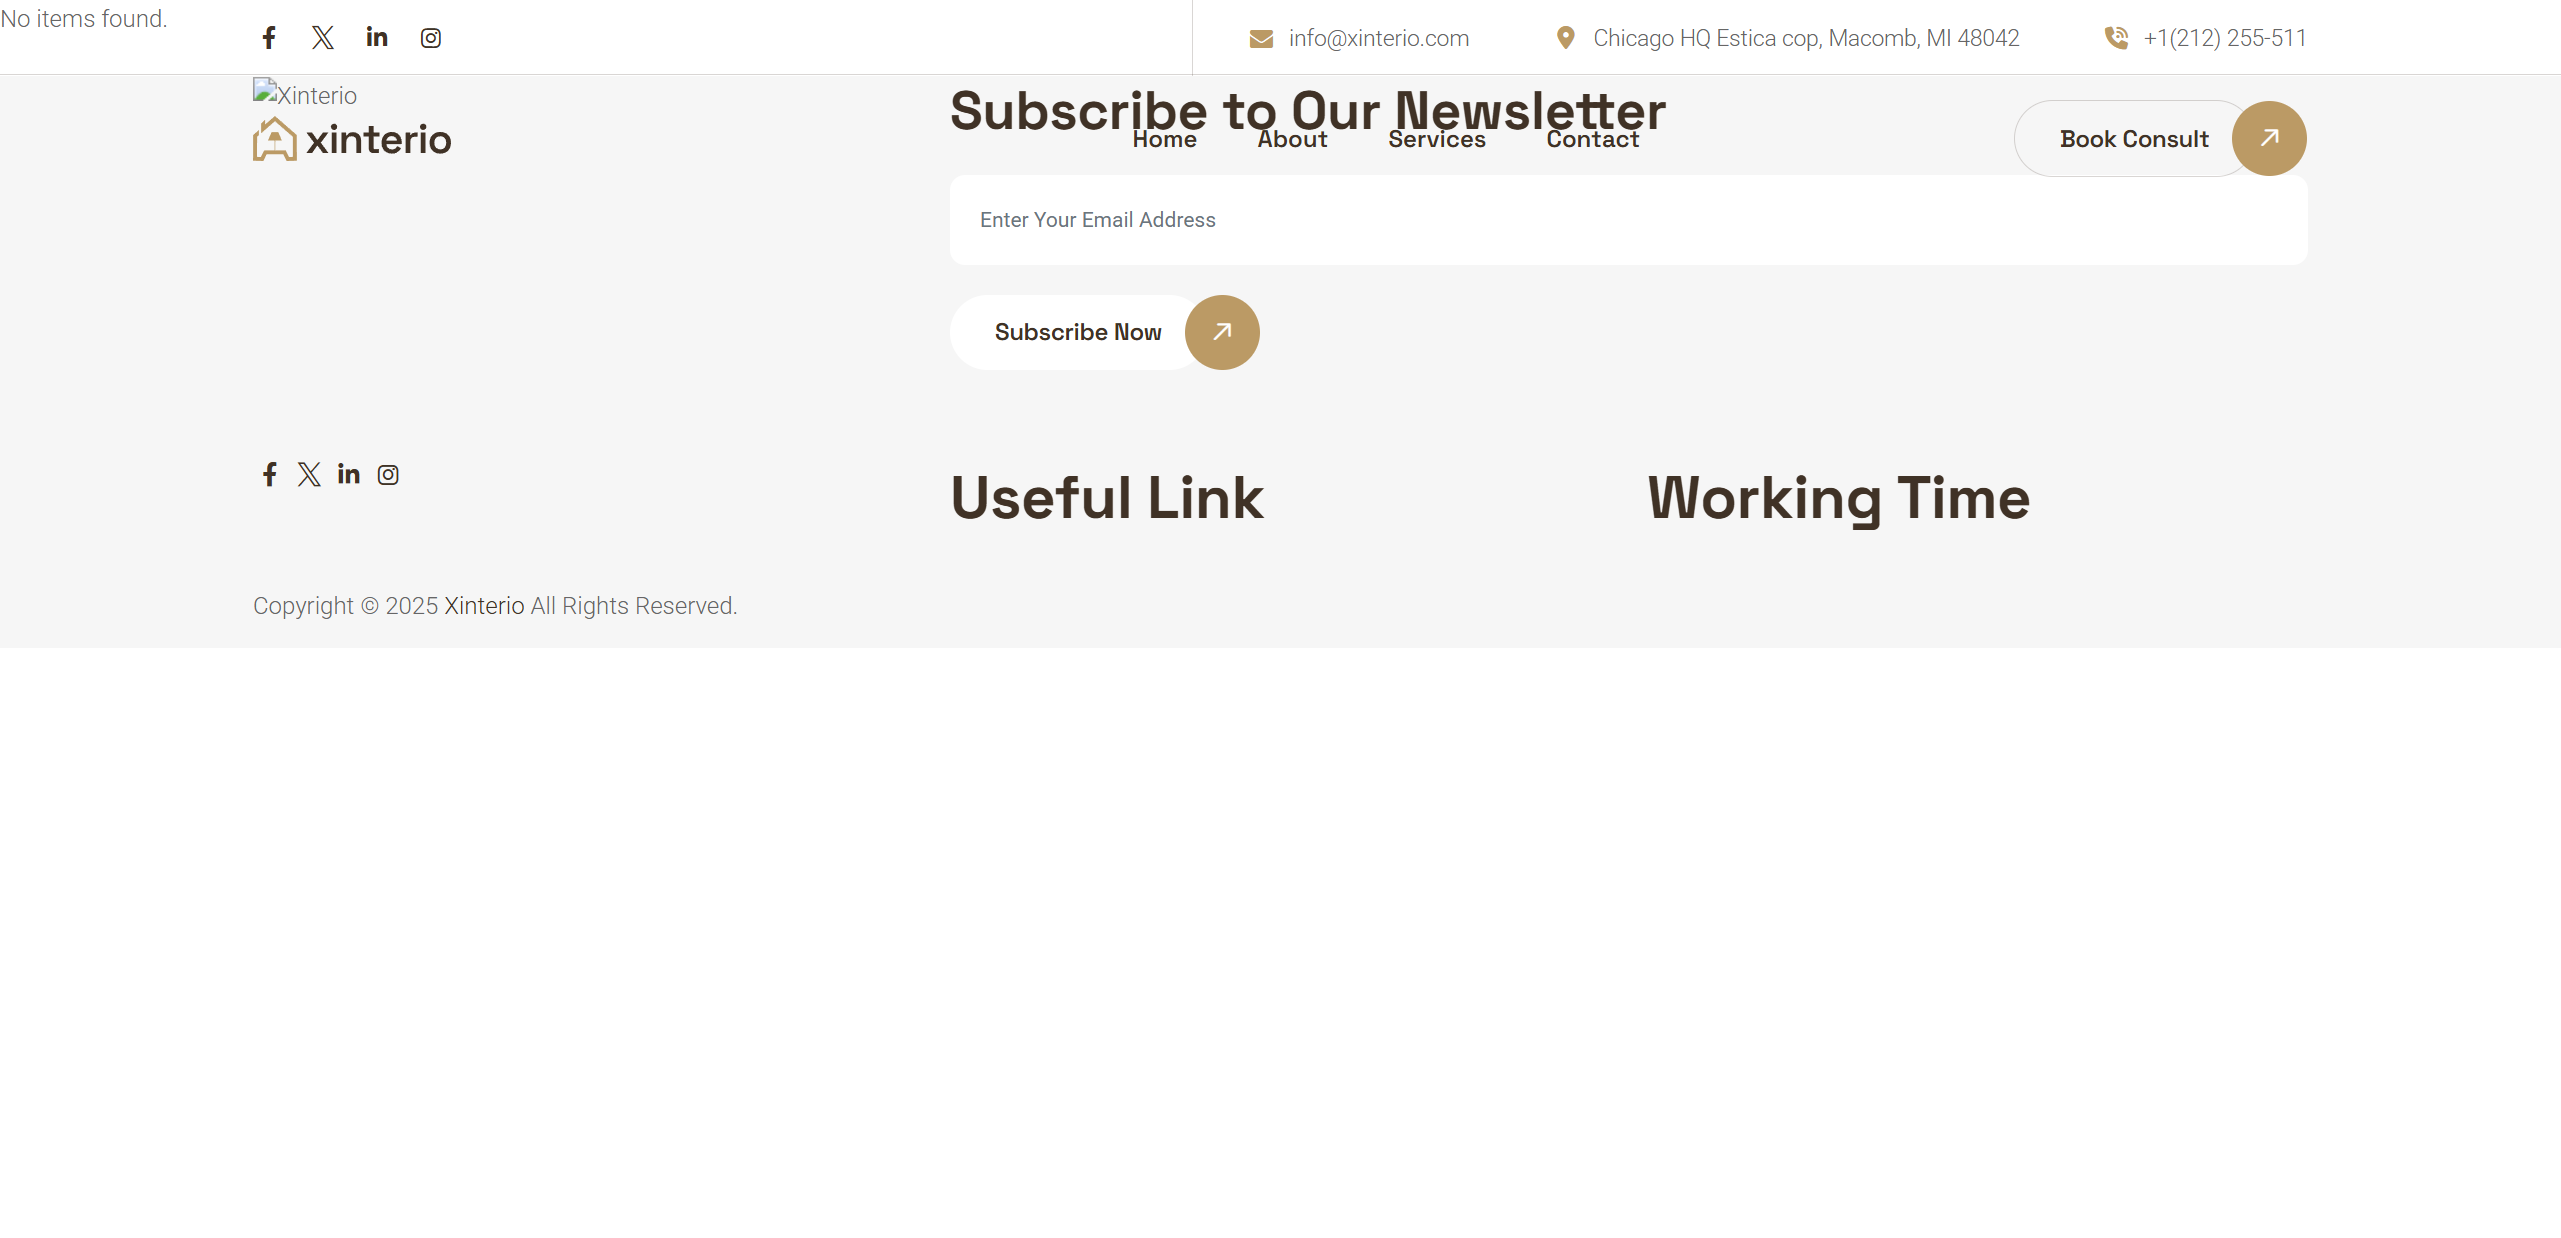 No items found.
info@xinterio.com
Chicago HQ Estica cop, Macomb, MI 48042
+1(212) 255-511
Xinterio
xinterio
Subscribe to Our Newsletter
Home
About
Services
Contact
Book Consult
Enter Your Email Address
Subscribe Now
Useful Link
Working Time
Copyright © 2025 Xinterio All Rights Reserved.